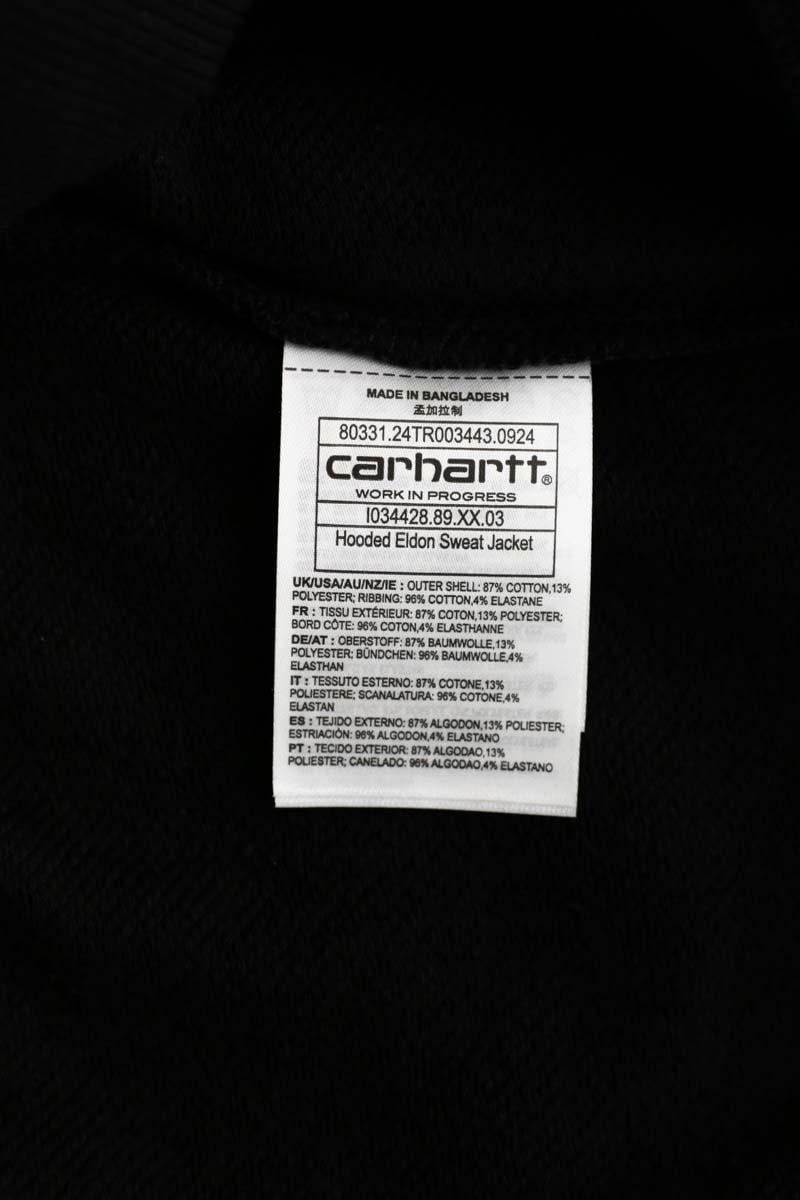 MADE IN BANGLADESH
孟加拉制
80331.24TR003443.0924
carhartt®
WORK IN PROGRESS
I034428.89.XX.03
Hooded Eldon Sweat Jacket
UK/USA/AU/NZ/IE : OUTER SHELL: 87% COTTON,13%
POLYESTER; RIBBING: 96% COTTON,4% ELASTANE
FR : TISSU EXTÉRIEUR: 87% COTON,13% POLYESTER;
BORD CÔTE: 96% COTON,4% ELASTHANNE
DE/AT : OBERSTOFF: 87% BAUMWOLLE,13%
POLYESTER; BÜNDCHEN: 96% BAUMWOLLE,4%
ELASTHAN
IT : TESSUTO ESTERNO: 87% COTONE,13%
POLIESTERE; SCANALATURA: 96% COTONE,4%
ELASTAN
ES : TEJIDO EXTERNO: 87% ALGODON,13% POLIESTER;
ESTRIACIÓN: 96% ALGODON,4% ELASTANO
PT : TECIDO EXTERIOR: 87% ALGODAO,13%
POLIESTER; CANELADO: 96% ALGODAO,4% ELASTANO